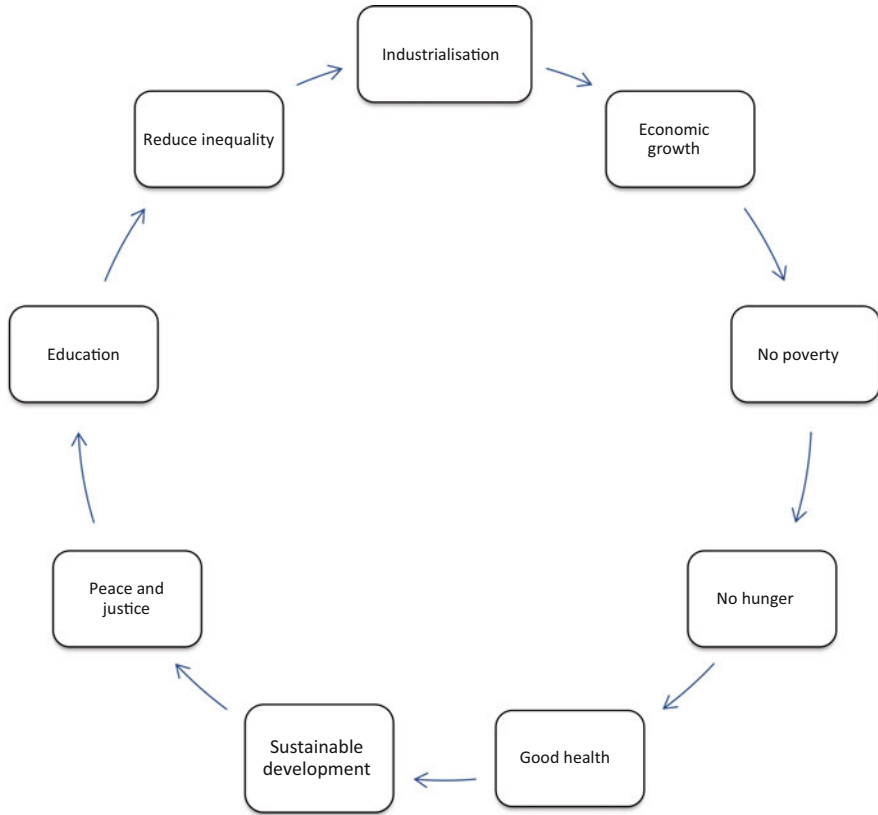 Industrialisation
Economic
growth
No poverty
No hunger
Good health
Sustainable
development
Peace and
justice
Education
Reduce inequality